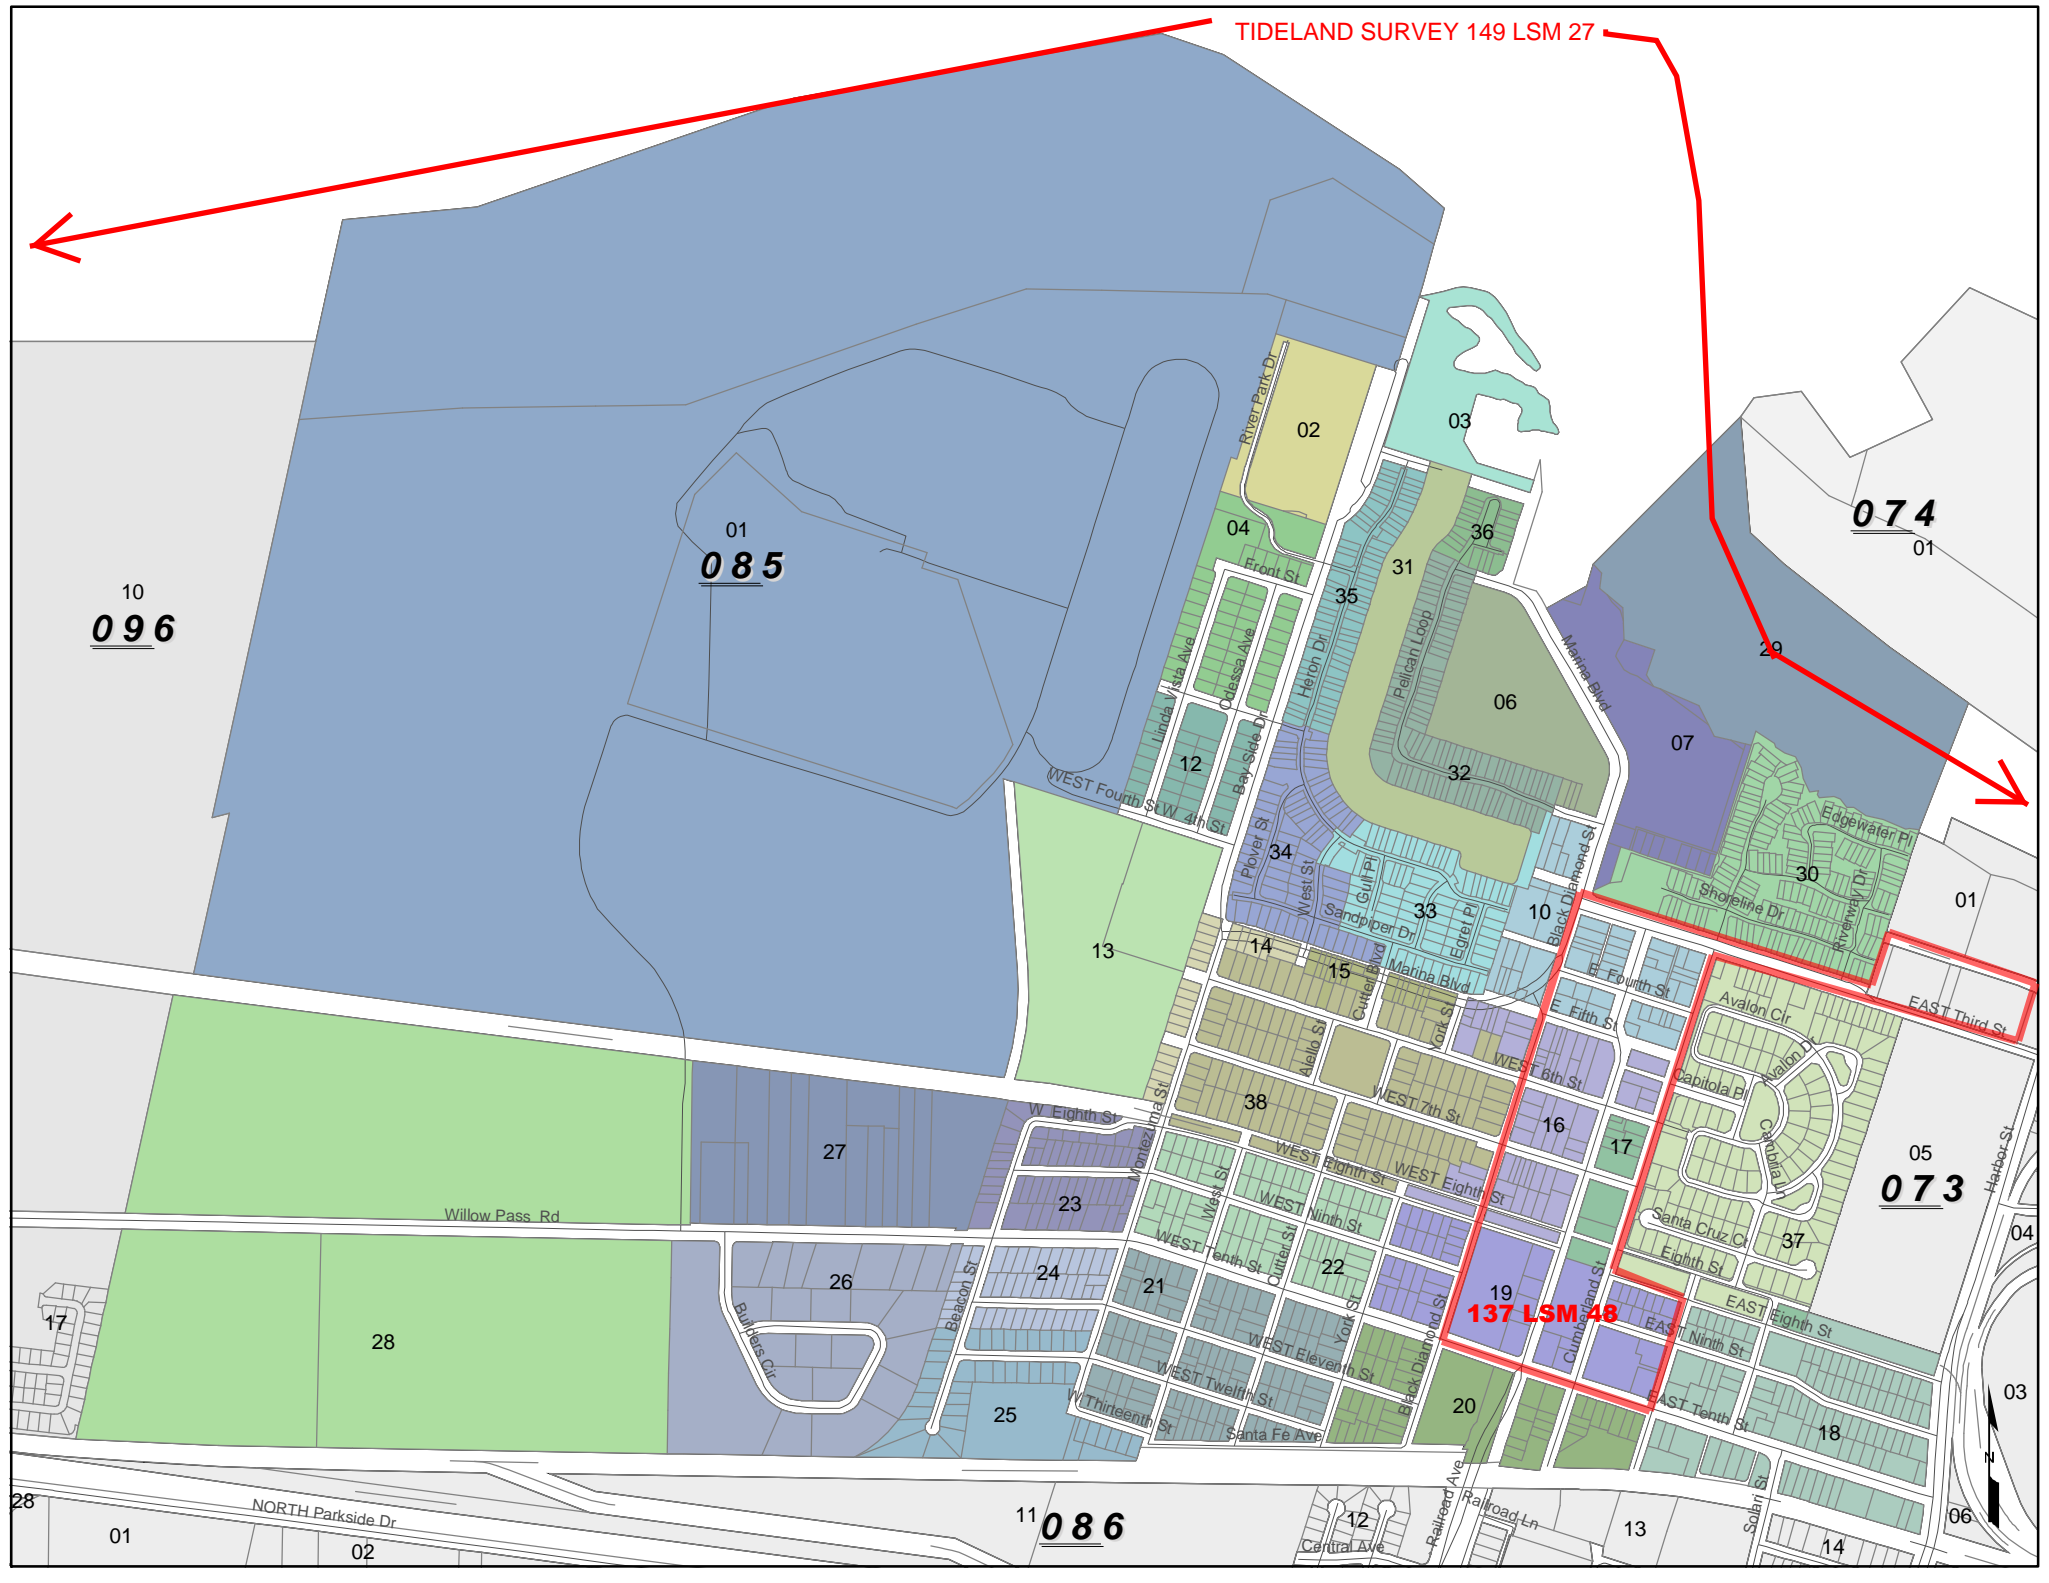 TIDELAND SURVEY 149 LSM 27
River Park Dr
02
03
074
01
01
085
04
36
Front St
31
10
096
35
Odessa Ave
Linda Vista Ave
Heron Dr
Pelican Loop
Marina Blvd
29
06
07
12
Bay Side Dr
32
WEST Fourth St
W 4th St
Edgewater Pl
Plover St
34
West St
Gull Pl
33
Egret Pl
Sandpiper Dr
Black Diamond St
10
Shoreline Dr
30
Riverway Dr
01
13
14
15
Cutter Blvd
Marina Blvd
E Fourth St
E Fifth St
Avalon Cir
EAST Third St
York St
Aiello St
WEST 6th St
Avalon Dr
Capitola Pl
W Eighth St
Montezuma St
38
WEST 7th St
16
17
Cambria Ln
05
073
Harbor St
27
WEST Eighth St
WEST Eighth St
23
West St
WEST Ninth St
Willow Pass Rd
WEST Tenth St
Cutter St
22
Santa Cruz Ct
37
Eighth St
04
26
Beacon St
24
21
19
137 LSM 48
Cumberland St
EAST Eighth St
EAST Ninth St
17
28
Builders Cir
York St
Black Diamond St
WEST Eleventh St
WEST Twelfth St
W Thirteenth St
Santa Fe Ave
25
20
EAST Tenth St
18
03
N
28
NORTH Parkside Dr
01
02
11
086
12
Central Ave
Railroad Ave
Railroad Ln
13
Solari St
14
06